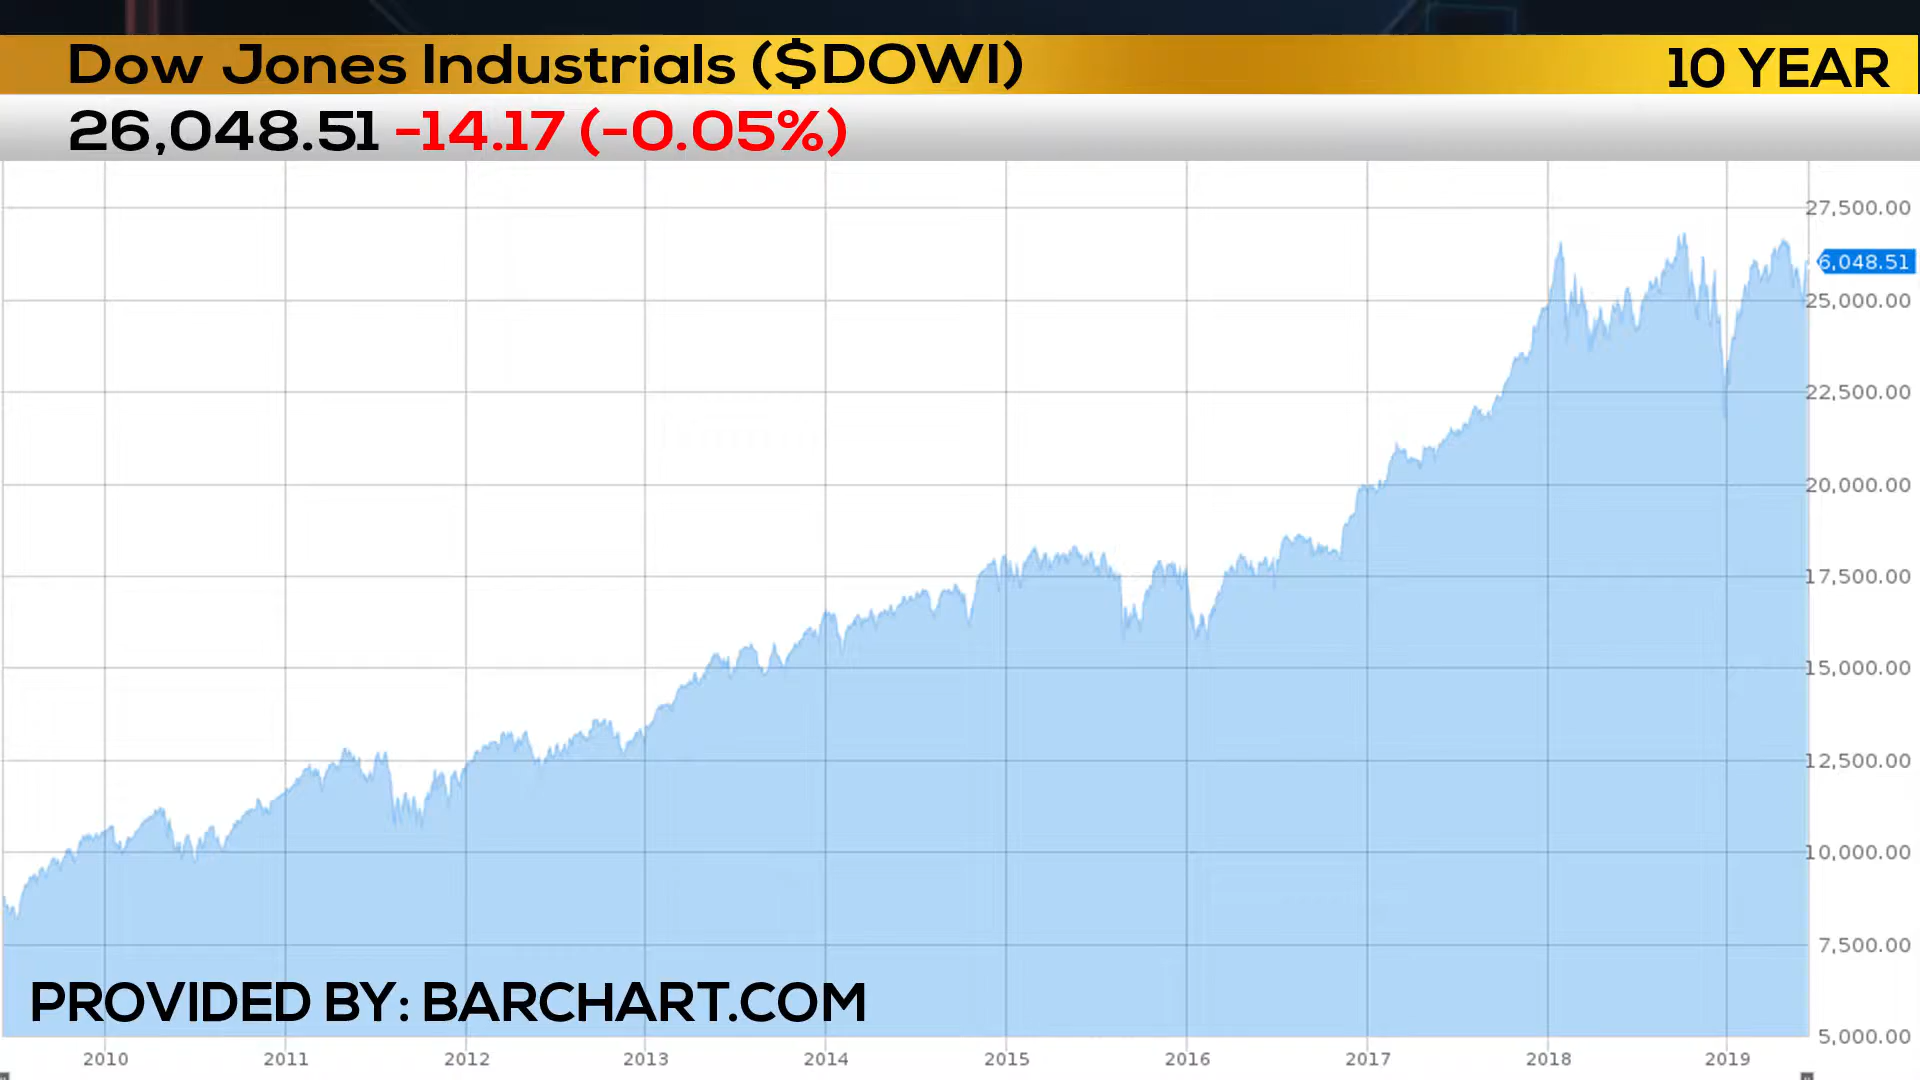 Dow Jones Industrials ($DOWI)
10 YEAR
26,048.51 -14.17 (-0.05%)
27,500.00
6,048.51
25,000.00
22,500.00
20,000.00
17,500.00
15,000.00
12,500.00
10,000.00
7,500.00
5,000.00
PROVIDED BY: BARCHART.COM
2010 2011 2012 2013 2014 2015 2016 2017 2018 2019